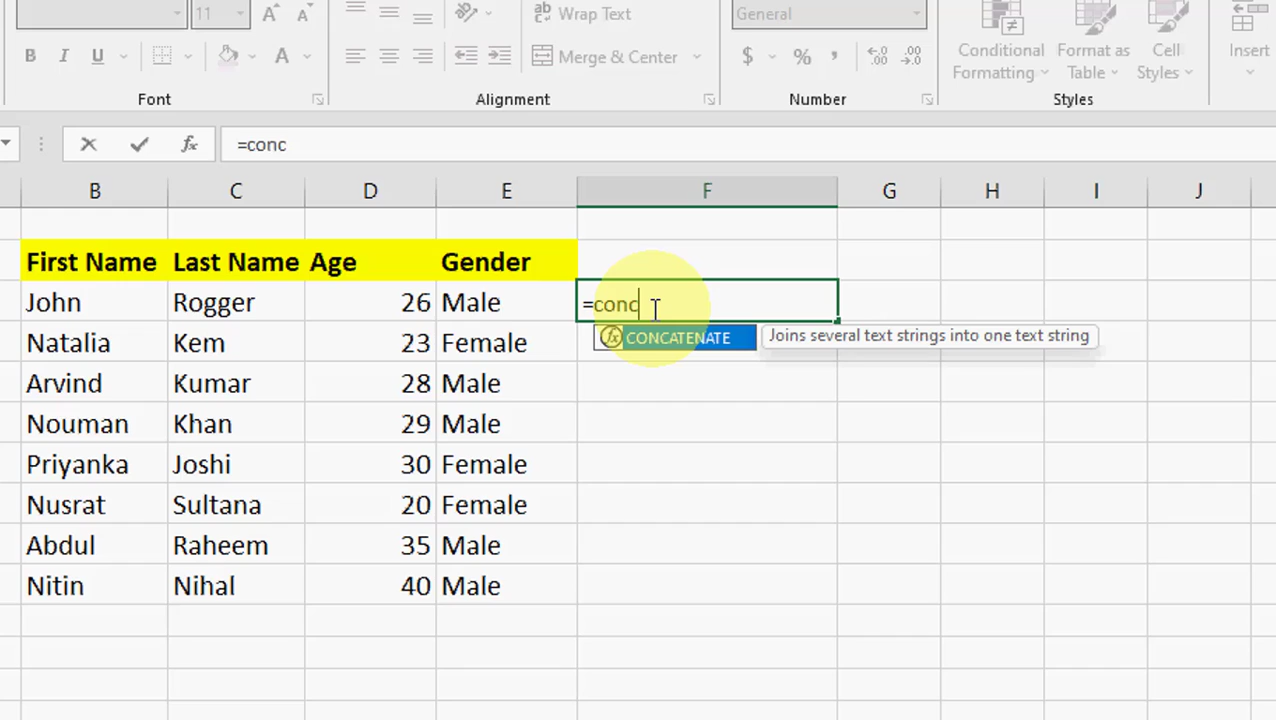 11 A A Wrap Text General Conditional Format as Cell Insert
B I U A Merge & Center $ % , Formatting Table Styles
Font Alignment Number Styles
fx =conc
B C D E F G H I J
First Name Last Name Age Gender
John Rogger 26 Male =conc
fx CONCATENATE Joins several text strings into one text string
Natalia Kem 23 Female
Arvind Kumar 28 Male
Nouman Khan 29 Male
Priyanka Joshi 30 Female
Nusrat Sultana 20 Female
Abdul Raheem 35 Male
Nitin Nihal 40 Male